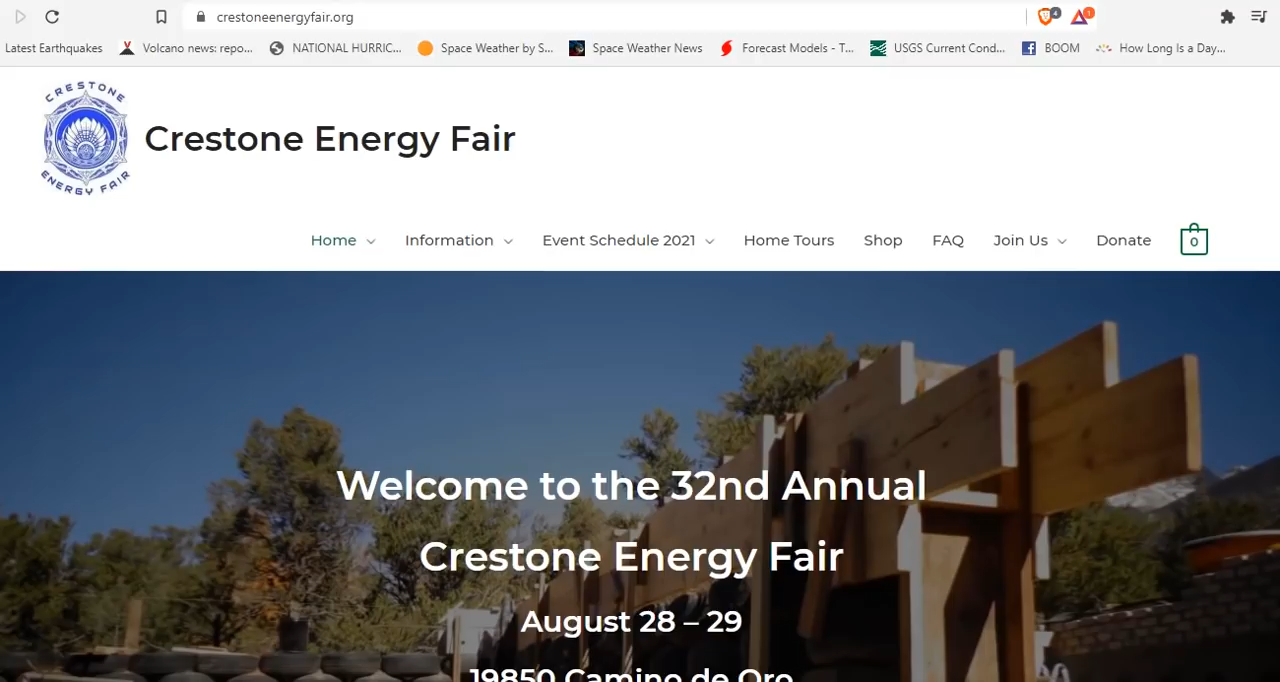 crestoneenergyfair.org
4
1
Latest Earthquakes Volcano news: repo... NATIONAL HURRIC... Space Weather by S... Space Weather News Forecast Models - T... USGS Current Cond... BOOM How Long Is a Day...
CRESTONE
ENERGY FAIR
Crestone Energy Fair
Home Information Event Schedule 2021 Home Tours Shop FAQ Join Us Donate 0
Welcome to the 32nd Annual
Crestone Energy Fair
August 28 – 29
19850 Camino de Oro